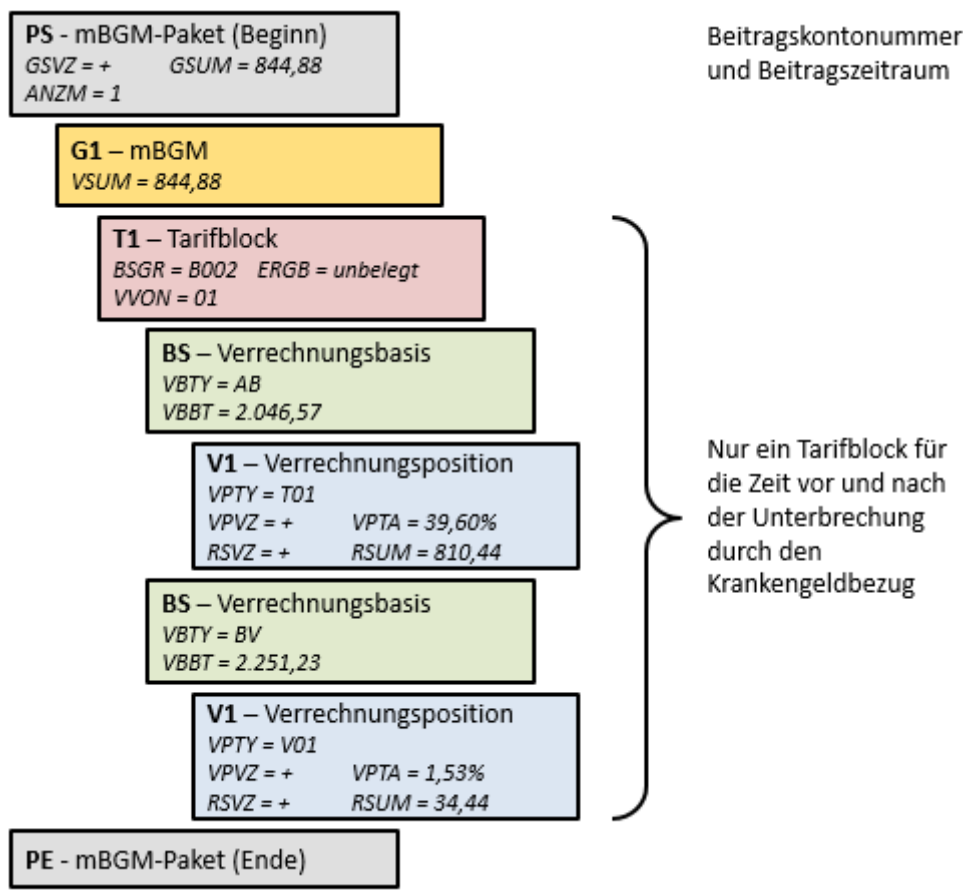 PS - mBGM-Paket (Beginn)
GSVZ = + GSUM = 844,88
ANZM = 1
Beitragskontonummer
und Beitragszeitraum
G1 – mBGM
VSUM = 844,88
T1 – Tarifblock
BSGR = B002 ERGB = unbelegt
VVON = 01
BS – Verrechnungsbasis
VBTY = AB
VBBT = 2.046,57
V1 – Verrechnungsposition
VPTY = T01
VPVZ = + VPTA = 39,60%
RSVZ = + RSUM = 810,44
BS – Verrechnungsbasis
VBTY = BV
VBBT = 2.251,23
V1 – Verrechnungsposition
VPTY = V01
VPVZ = + VPTA = 1,53%
RSVZ = + RSUM = 34,44
Nur ein Tarifblock für
die Zeit vor und nach
der Unterbrechung
durch den
Krankengeldbezug
PE - mBGM-Paket (Ende)